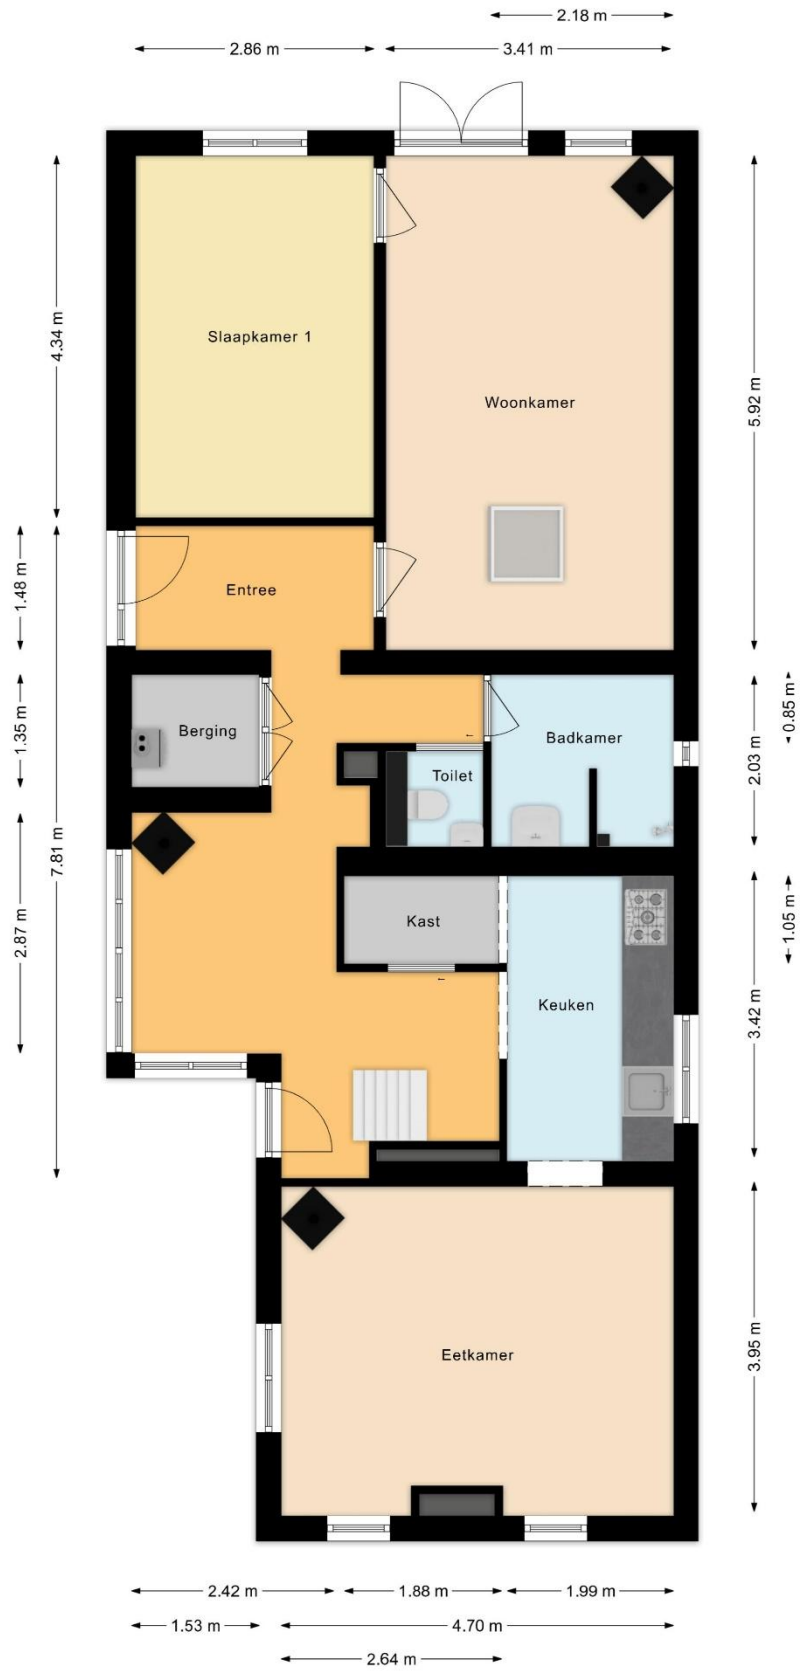 2.18 m
2.86 m
3.41 m
4.34 m
5.92 m
Slaapkamer 1
Woonkamer
1.48 m
Entree
1.35 m
Berging
Badkamer
0.85 m
2.03 m
Toilet
7.81 m
2.87 m
Kast
1.05 m
Keuken
3.42 m
Eetkamer
3.95 m
2.42 m
1.88 m
1.99 m
1.53 m
4.70 m
2.64 m